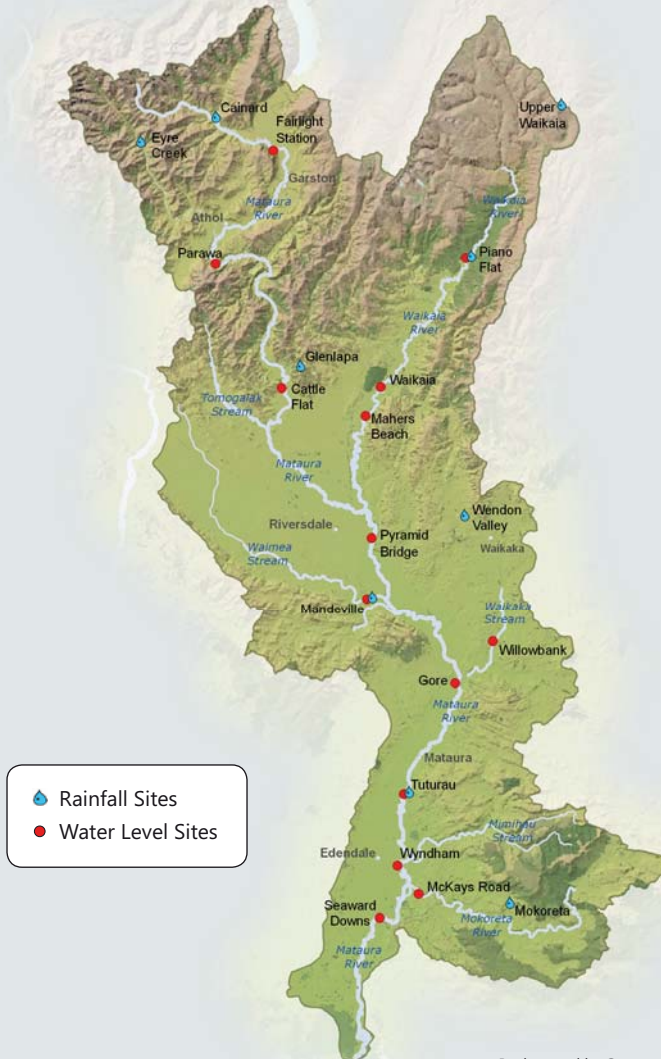 Cainard
Upper
Waikaia
Fairlight
Station
Eyre
Creek
Garston
Mataura
River
Athol
Waikaia
River
Parawa
Piano
Flat
Waikaia
River
Glenlapa
Waikaia
Cattle
Flat
Tomogalak
Stream
Mahers
Beach
Mataura
River
Wendon
Valley
Riversdale
Pyramid
Bridge
Waikaka
Waimea
Stream
Mandeville
Waikaka
Stream
Willowbank
Gore
Mataura
River
Mataura
Tuturau
Rainfall Sites
Water Level Sites
Mimihau
Stream
Edendale
Wyndham
McKays Road
Seaward
Downs
Mokoreta
Mokoreta
River
Mataura
River